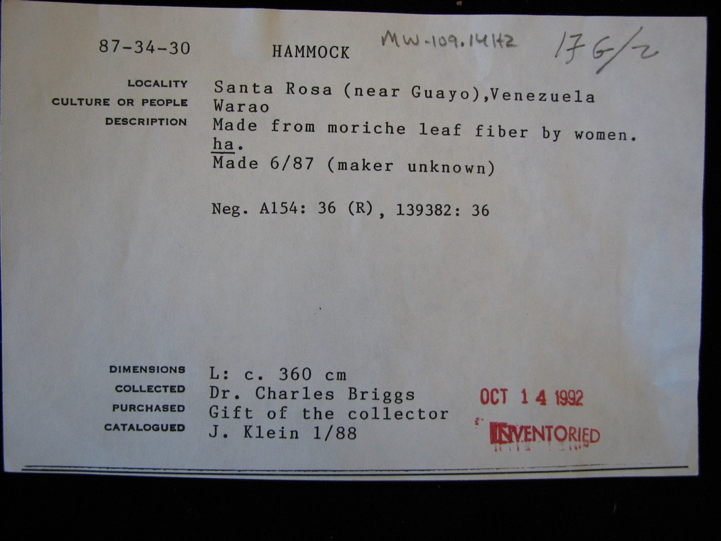 87-34-30 HAMMOCK MW-109.14H2 17 G/2
LOCALITY Santa Rosa (near Guayo),Venezuela
CULTURE OR PEOPLE Warao
DESCRIPTION Made from moriche leaf fiber by women.
ha.
Made 6/87 (maker unknown)
Neg. A154: 36 (R), 139382: 36
DIMENSIONS L: c. 360 cm
COLLECTED Dr. Charles Briggs
PURCHASED Gift of the collector
CATALOGUED J. Klein 1/88
OCT 14 1992
INVENTORIED